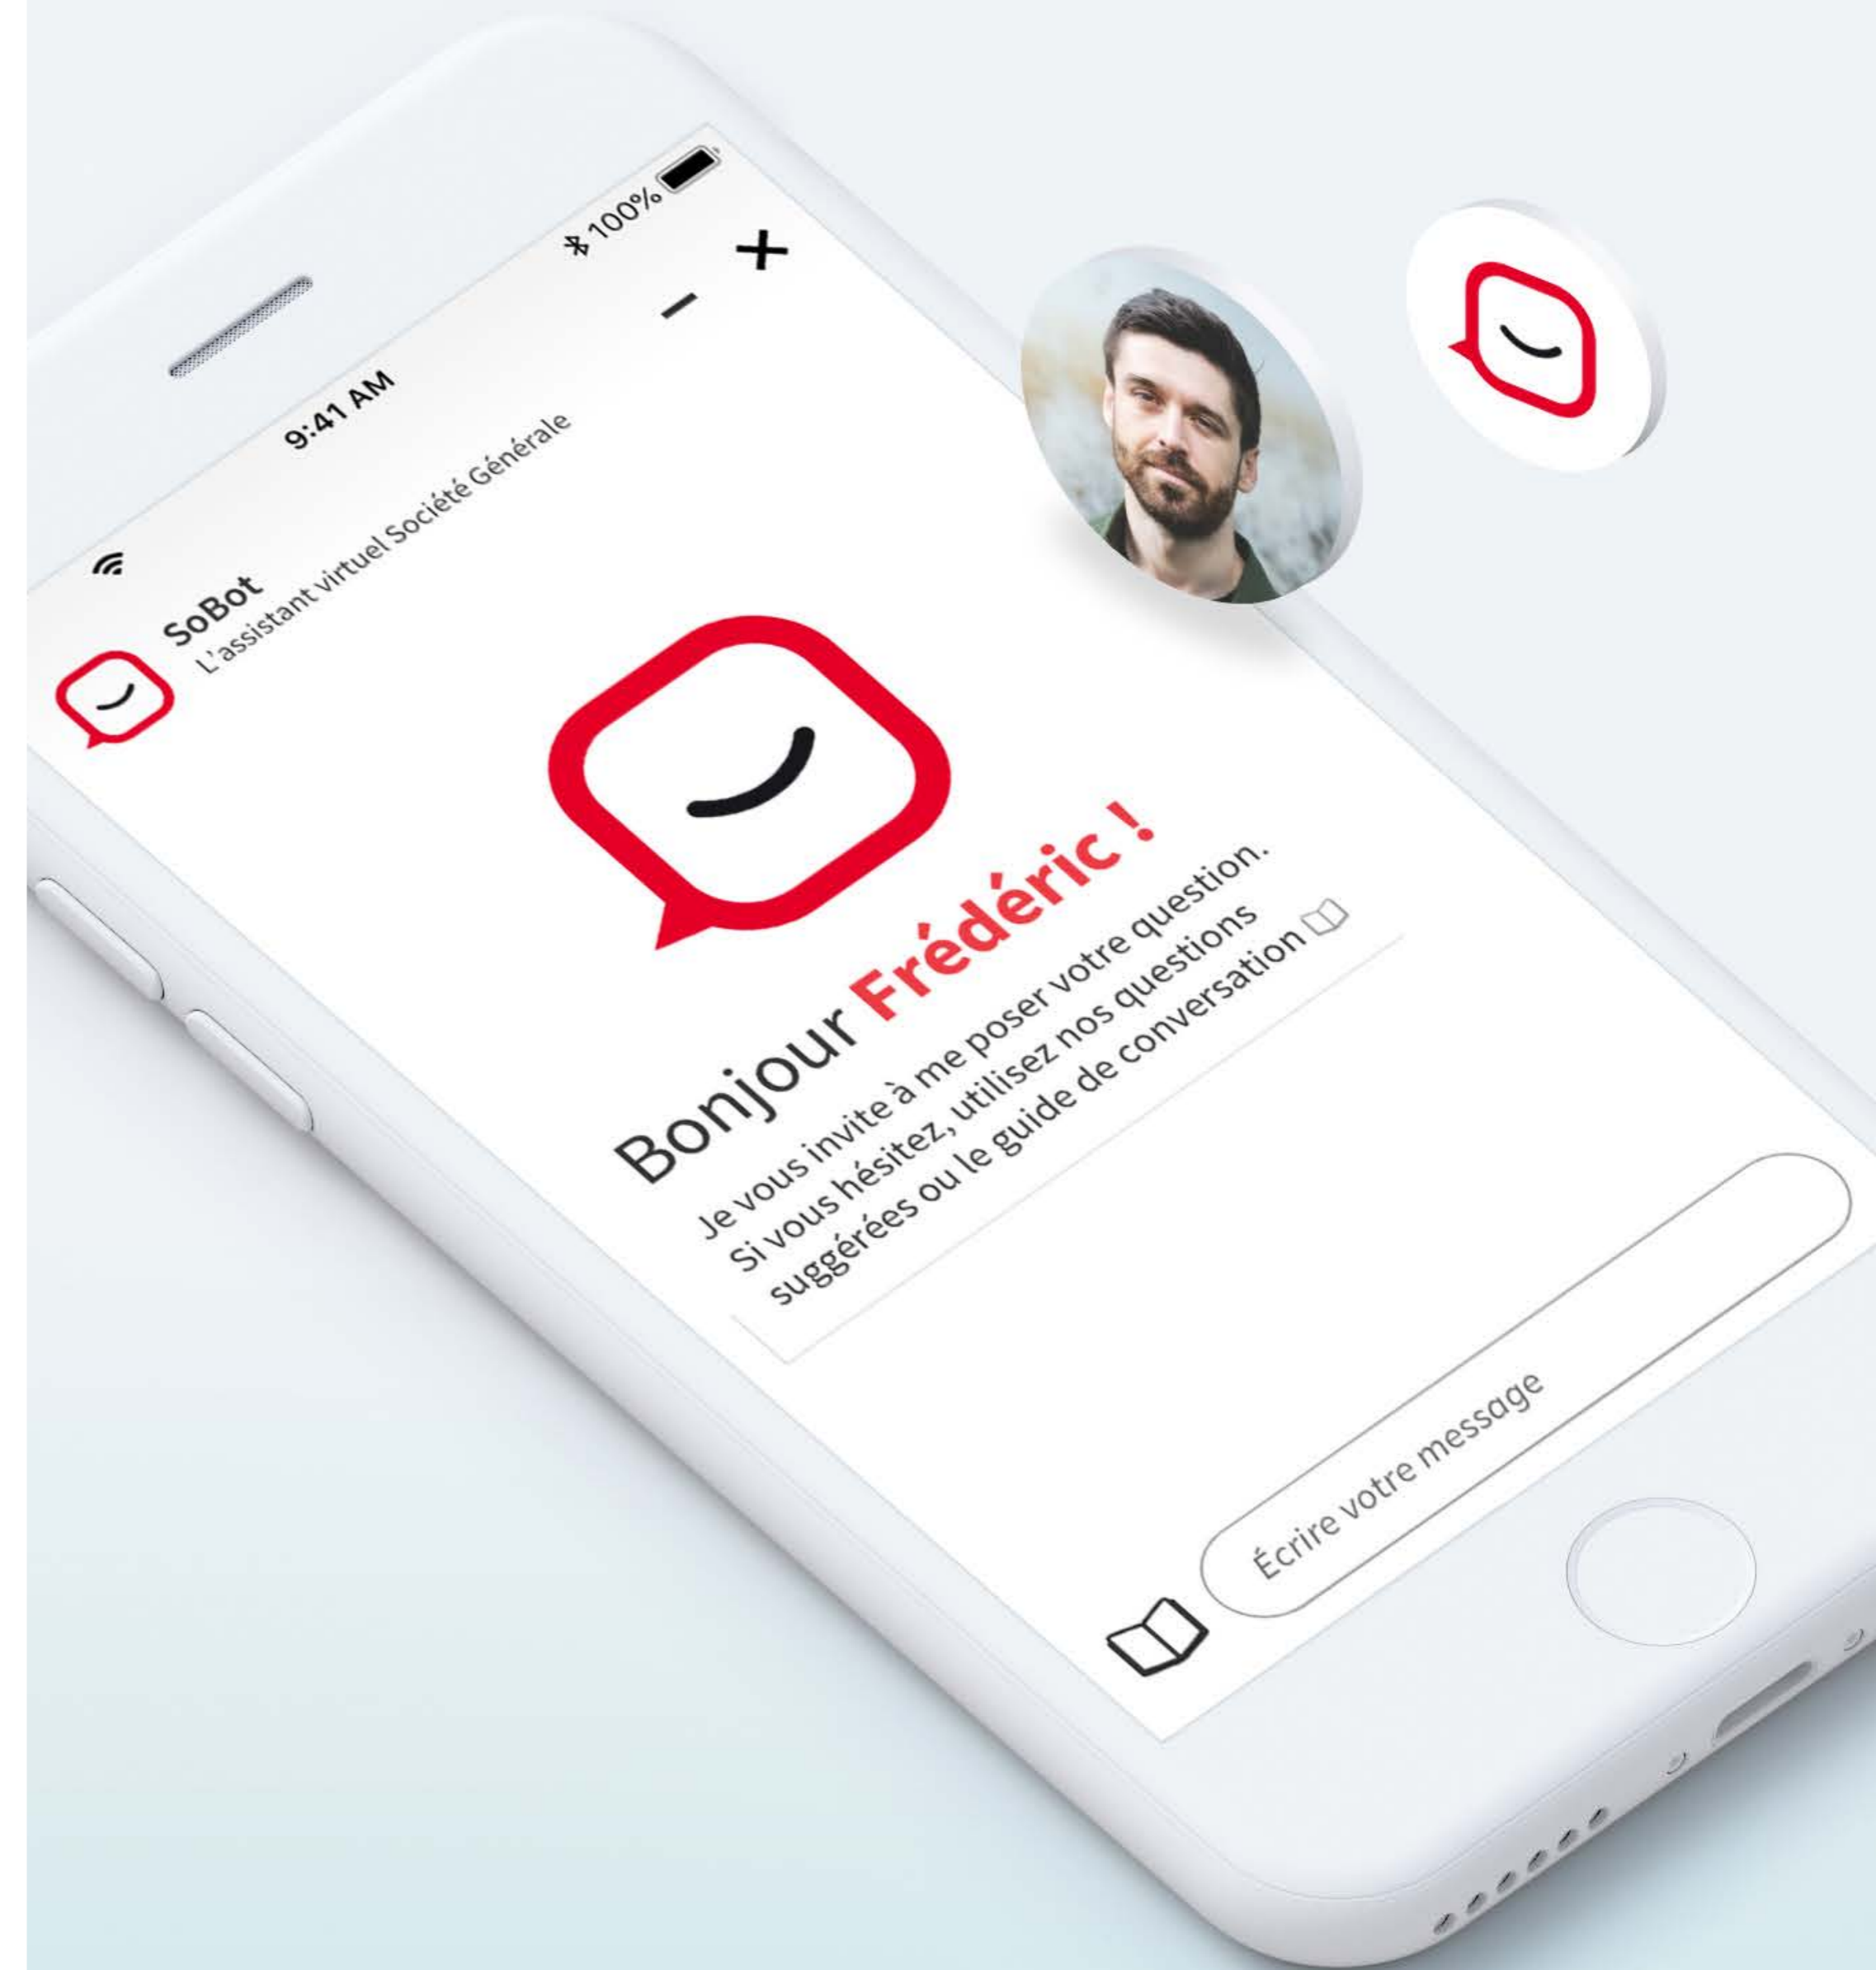 9:41 AM
100%
SoBot
L'assistant virtuel Société Générale
Bonjour Frédéric !
Je vous invite à me poser votre question.
Si vous hésitez, utilisez nos questions
suggérées ou le guide de conversation
Écrire votre message